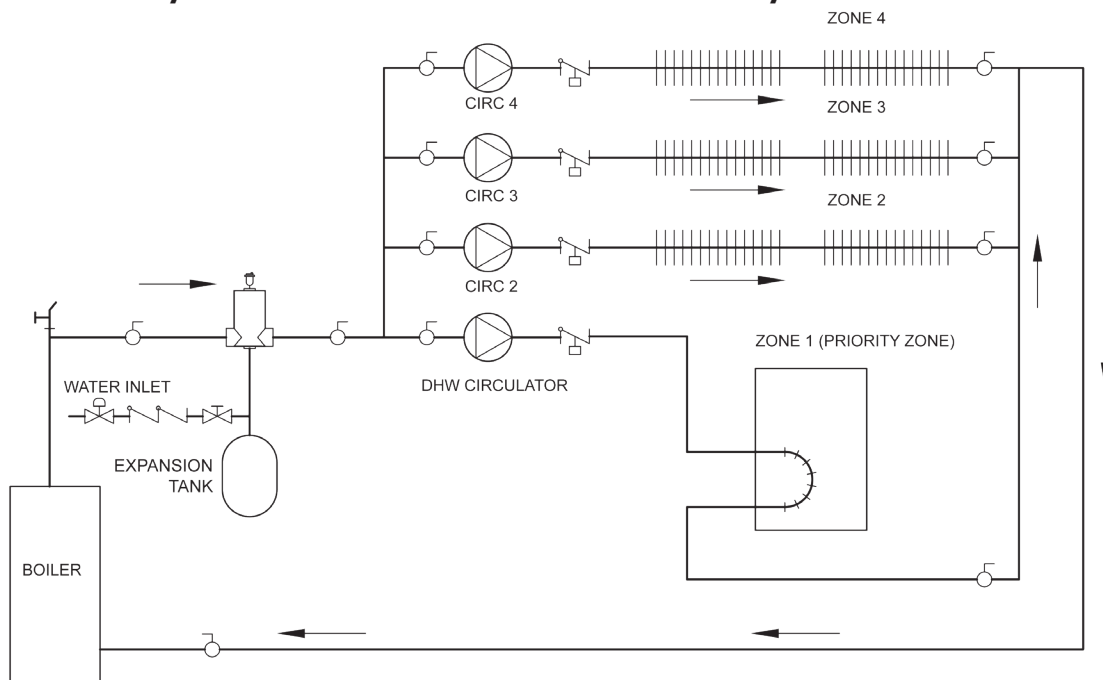 ZONE 4
CIRC 4
ZONE 3
CIRC 3
ZONE 2
CIRC 2
ZONE 1 (PRIORITY ZONE)
DHW CIRCULATOR
WATER INLET
EXPANSION
TANK
BOILER